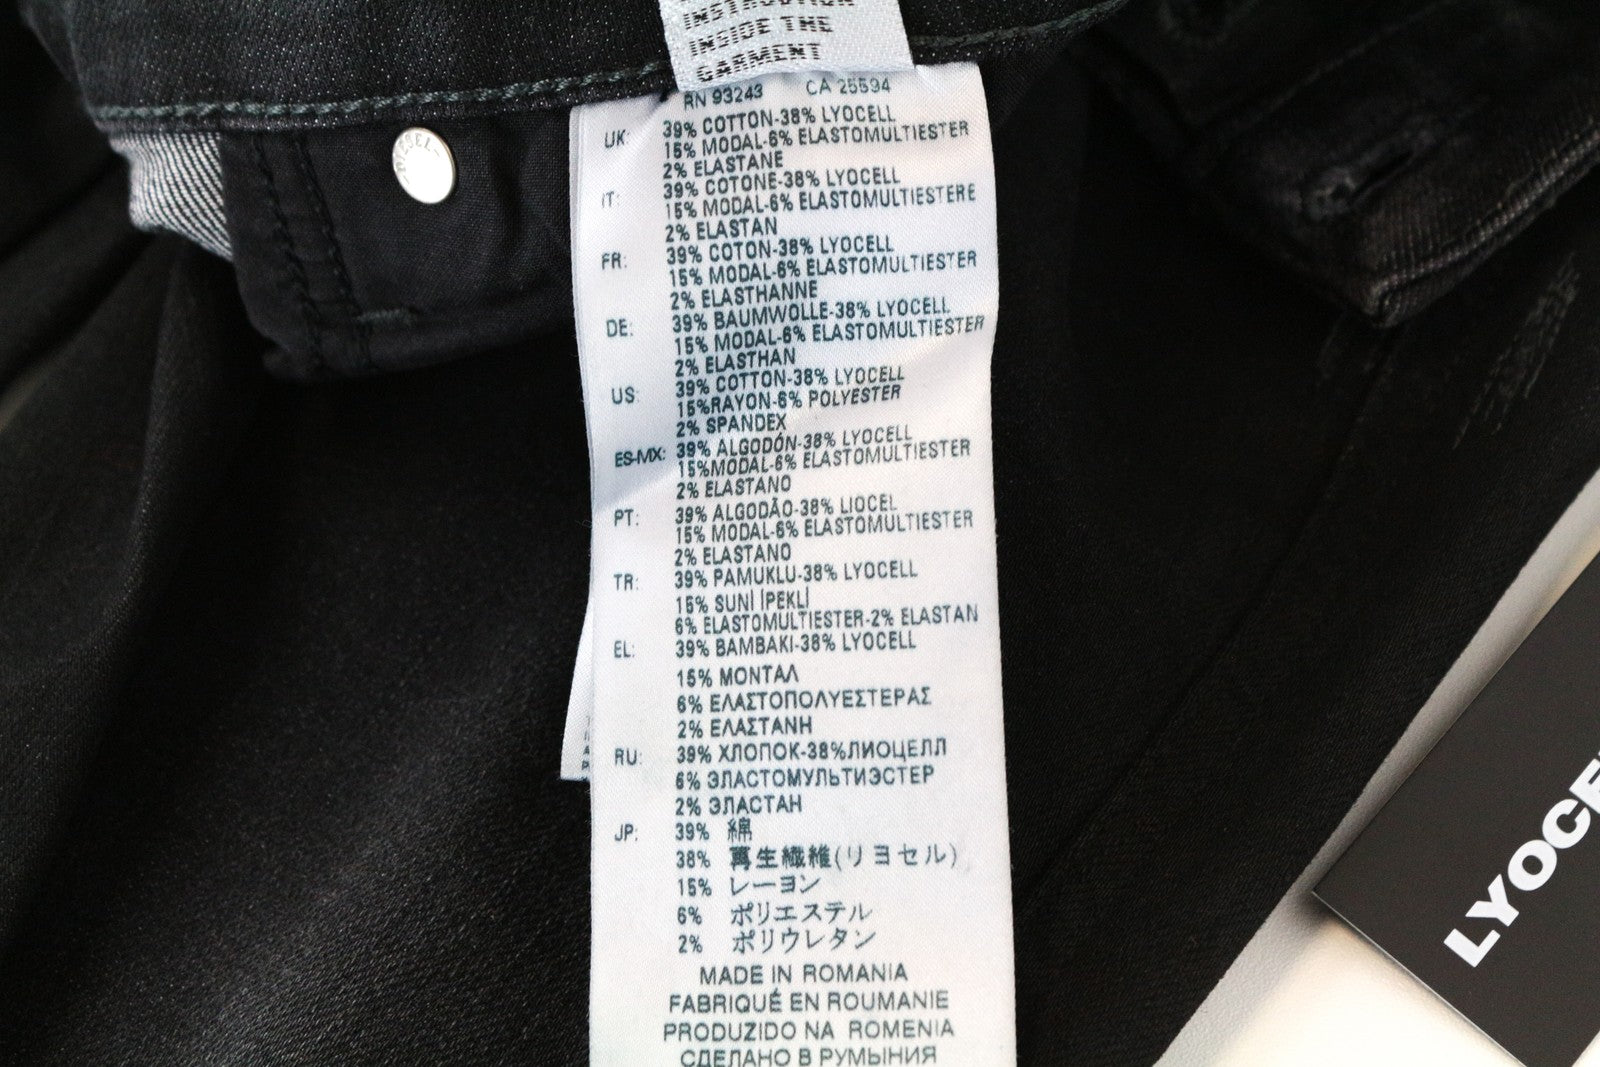 INSTRUCTION
INSIDE THE
GARMENT
RN 93243 CA 25594
UK: 39% COTTON-38% LYOCELL
15% MODAL-6% ELASTOMULTIESTER
2% ELASTANE
IT: 39% COTONE-38% LYOCELL
15% MODAL-6% ELASTOMULTIESTERE
2% ELASTAN
FR: 39% COTON-38% LYOCELL
15% MODAL-6% ELASTOMULTIESTER
2% ELASTHANNE
DE: 39% BAUMWOLLE-38% LYOCELL
15% MODAL-6% ELASTOMULTIESTER
2% ELASTHAN
US: 39% COTTON-38% LYOCELL
15%RAYON-6% POLYESTER
2% SPANDEX
ES-MX: 39% ALGODÓN-38% LYOCELL
15%MODAL-6% ELASTOMULTIESTER
2% ELASTANO
PT: 39% ALGODÃO-38% LIOCEL
15% MODAL-6% ELASTOMULTIESTER
2% ELASTANO
TR: 39% PAMUKLU-38% LYOCELL
15% SUNİ İPEKLİ
6% ELASTOMULTIESTER-2% ELASTAN
EL: 39% BAMBAKI-38% LYOCELL
15% ΜΟΝΤΑΛ
6% ΕΛΑΣΤΟΠΟΛΥΕΣΤΕΡΑΣ
2% ΕΛΑΣΤΑΝΗ
RU: 39% ХЛОПОК-38%ЛИОЦЕЛЛ
6% ЭЛАСТОМУЛЬТИЭСТЕР
2% ЭЛАСТАН
JP: 39% 綿
38% 再生繊維(リヨセル)
15% レーヨン
6% ポリエステル
2% ポリウレタン
MADE IN ROMANIA
FABRIQUÉ EN ROUMANIE
PRODUZIDO NA ROMENIA
СДЕЛАНО В РУМЫНИЯ
DIESEL